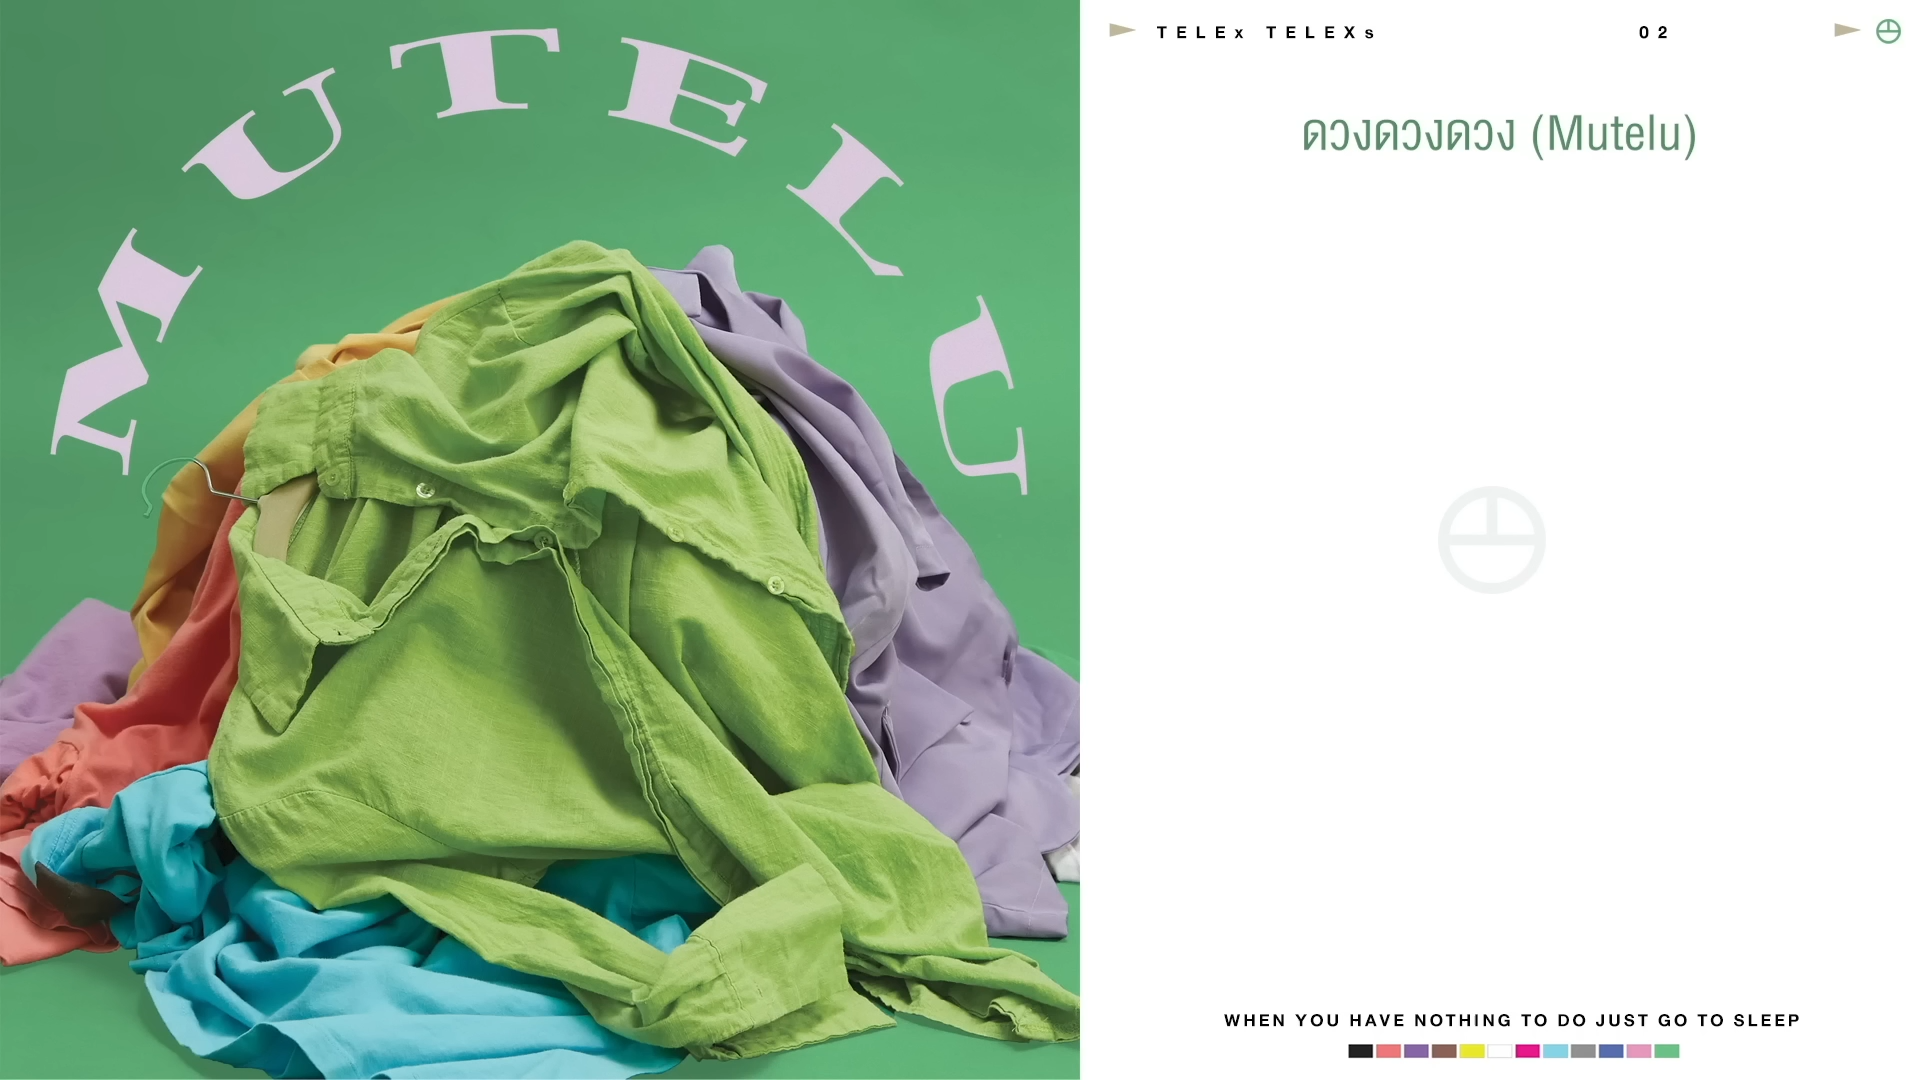 MUTELU
TELEx TELEXs 02
ดวงดวงดวง (Mutelu)
WHEN YOU HAVE NOTHING TO DO JUST GO TO SLEEP